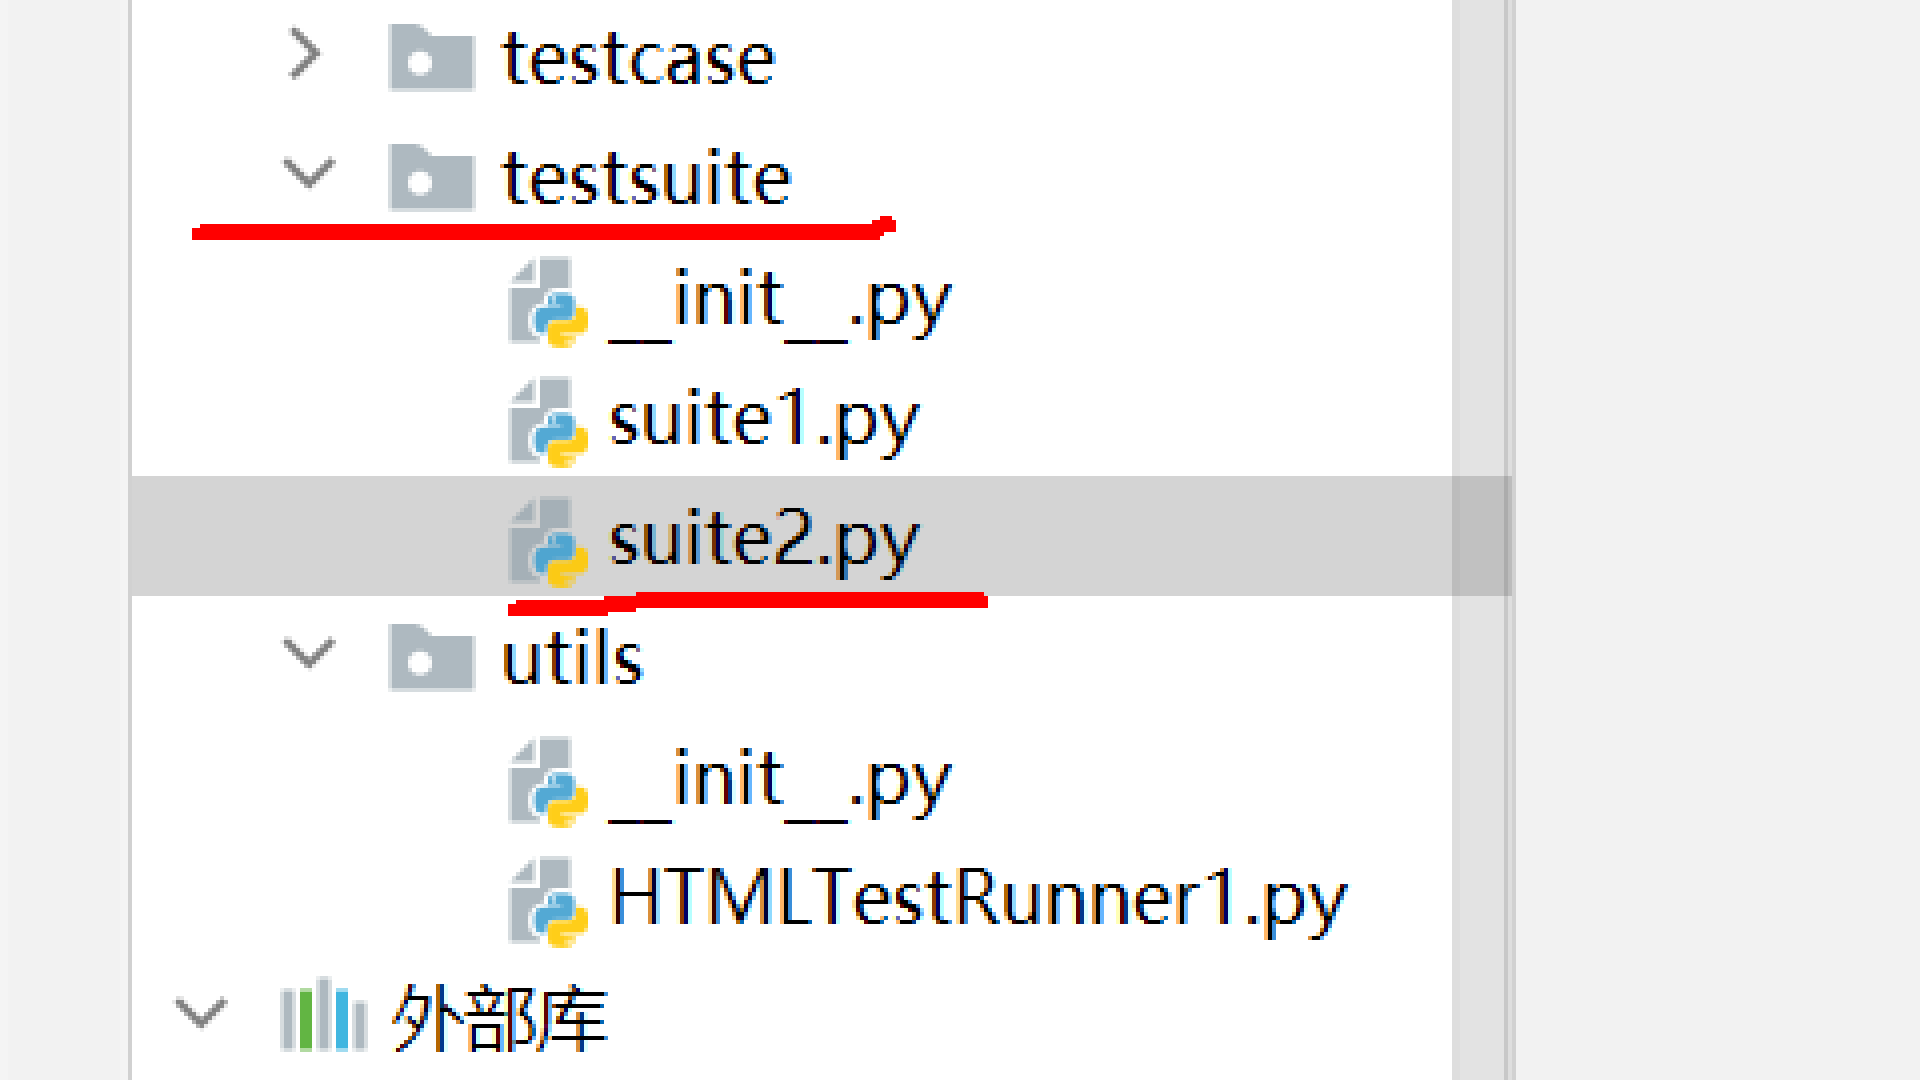 testcase
testsuite
__init__.py
suite1.py
suite2.py
utils
__init__.py
HTMLTestRunner1.py
外部库